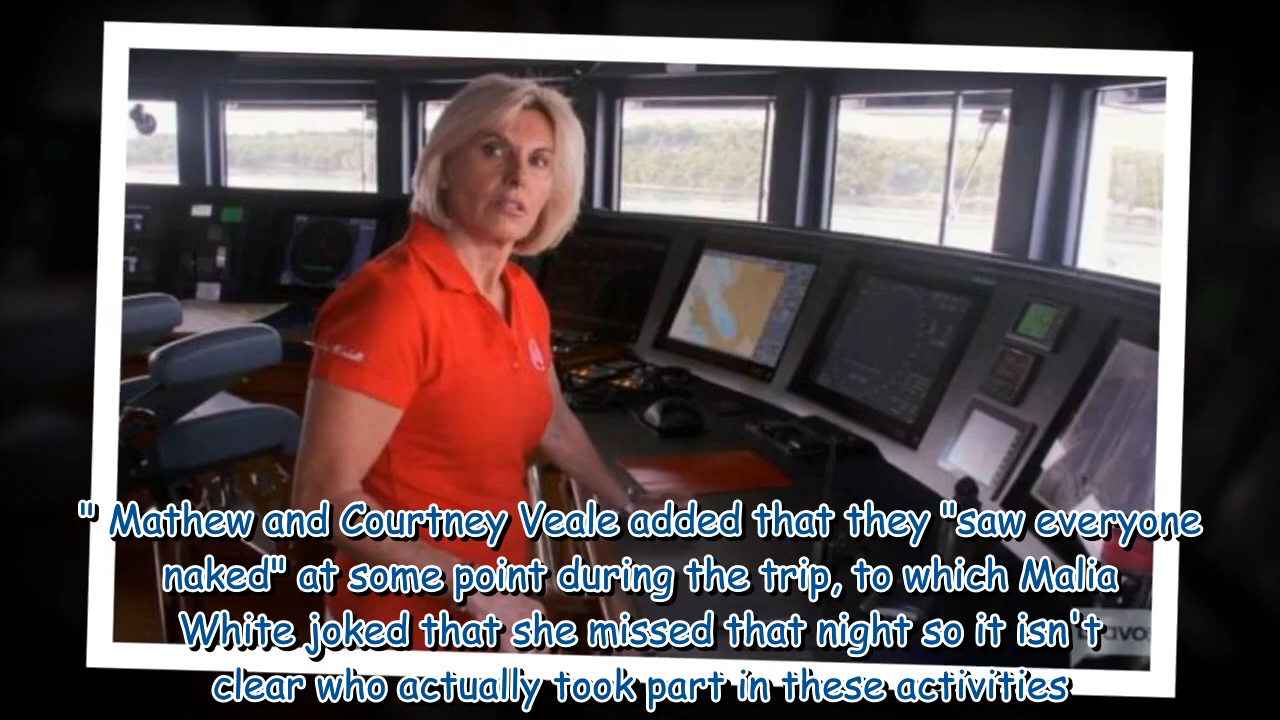 " Mathew and Courtney Veale added that they "saw everyone
naked" at some point during the trip, to which Malia
White joked that she missed that night so it isn't
clear who actually took part in these activities
bravo